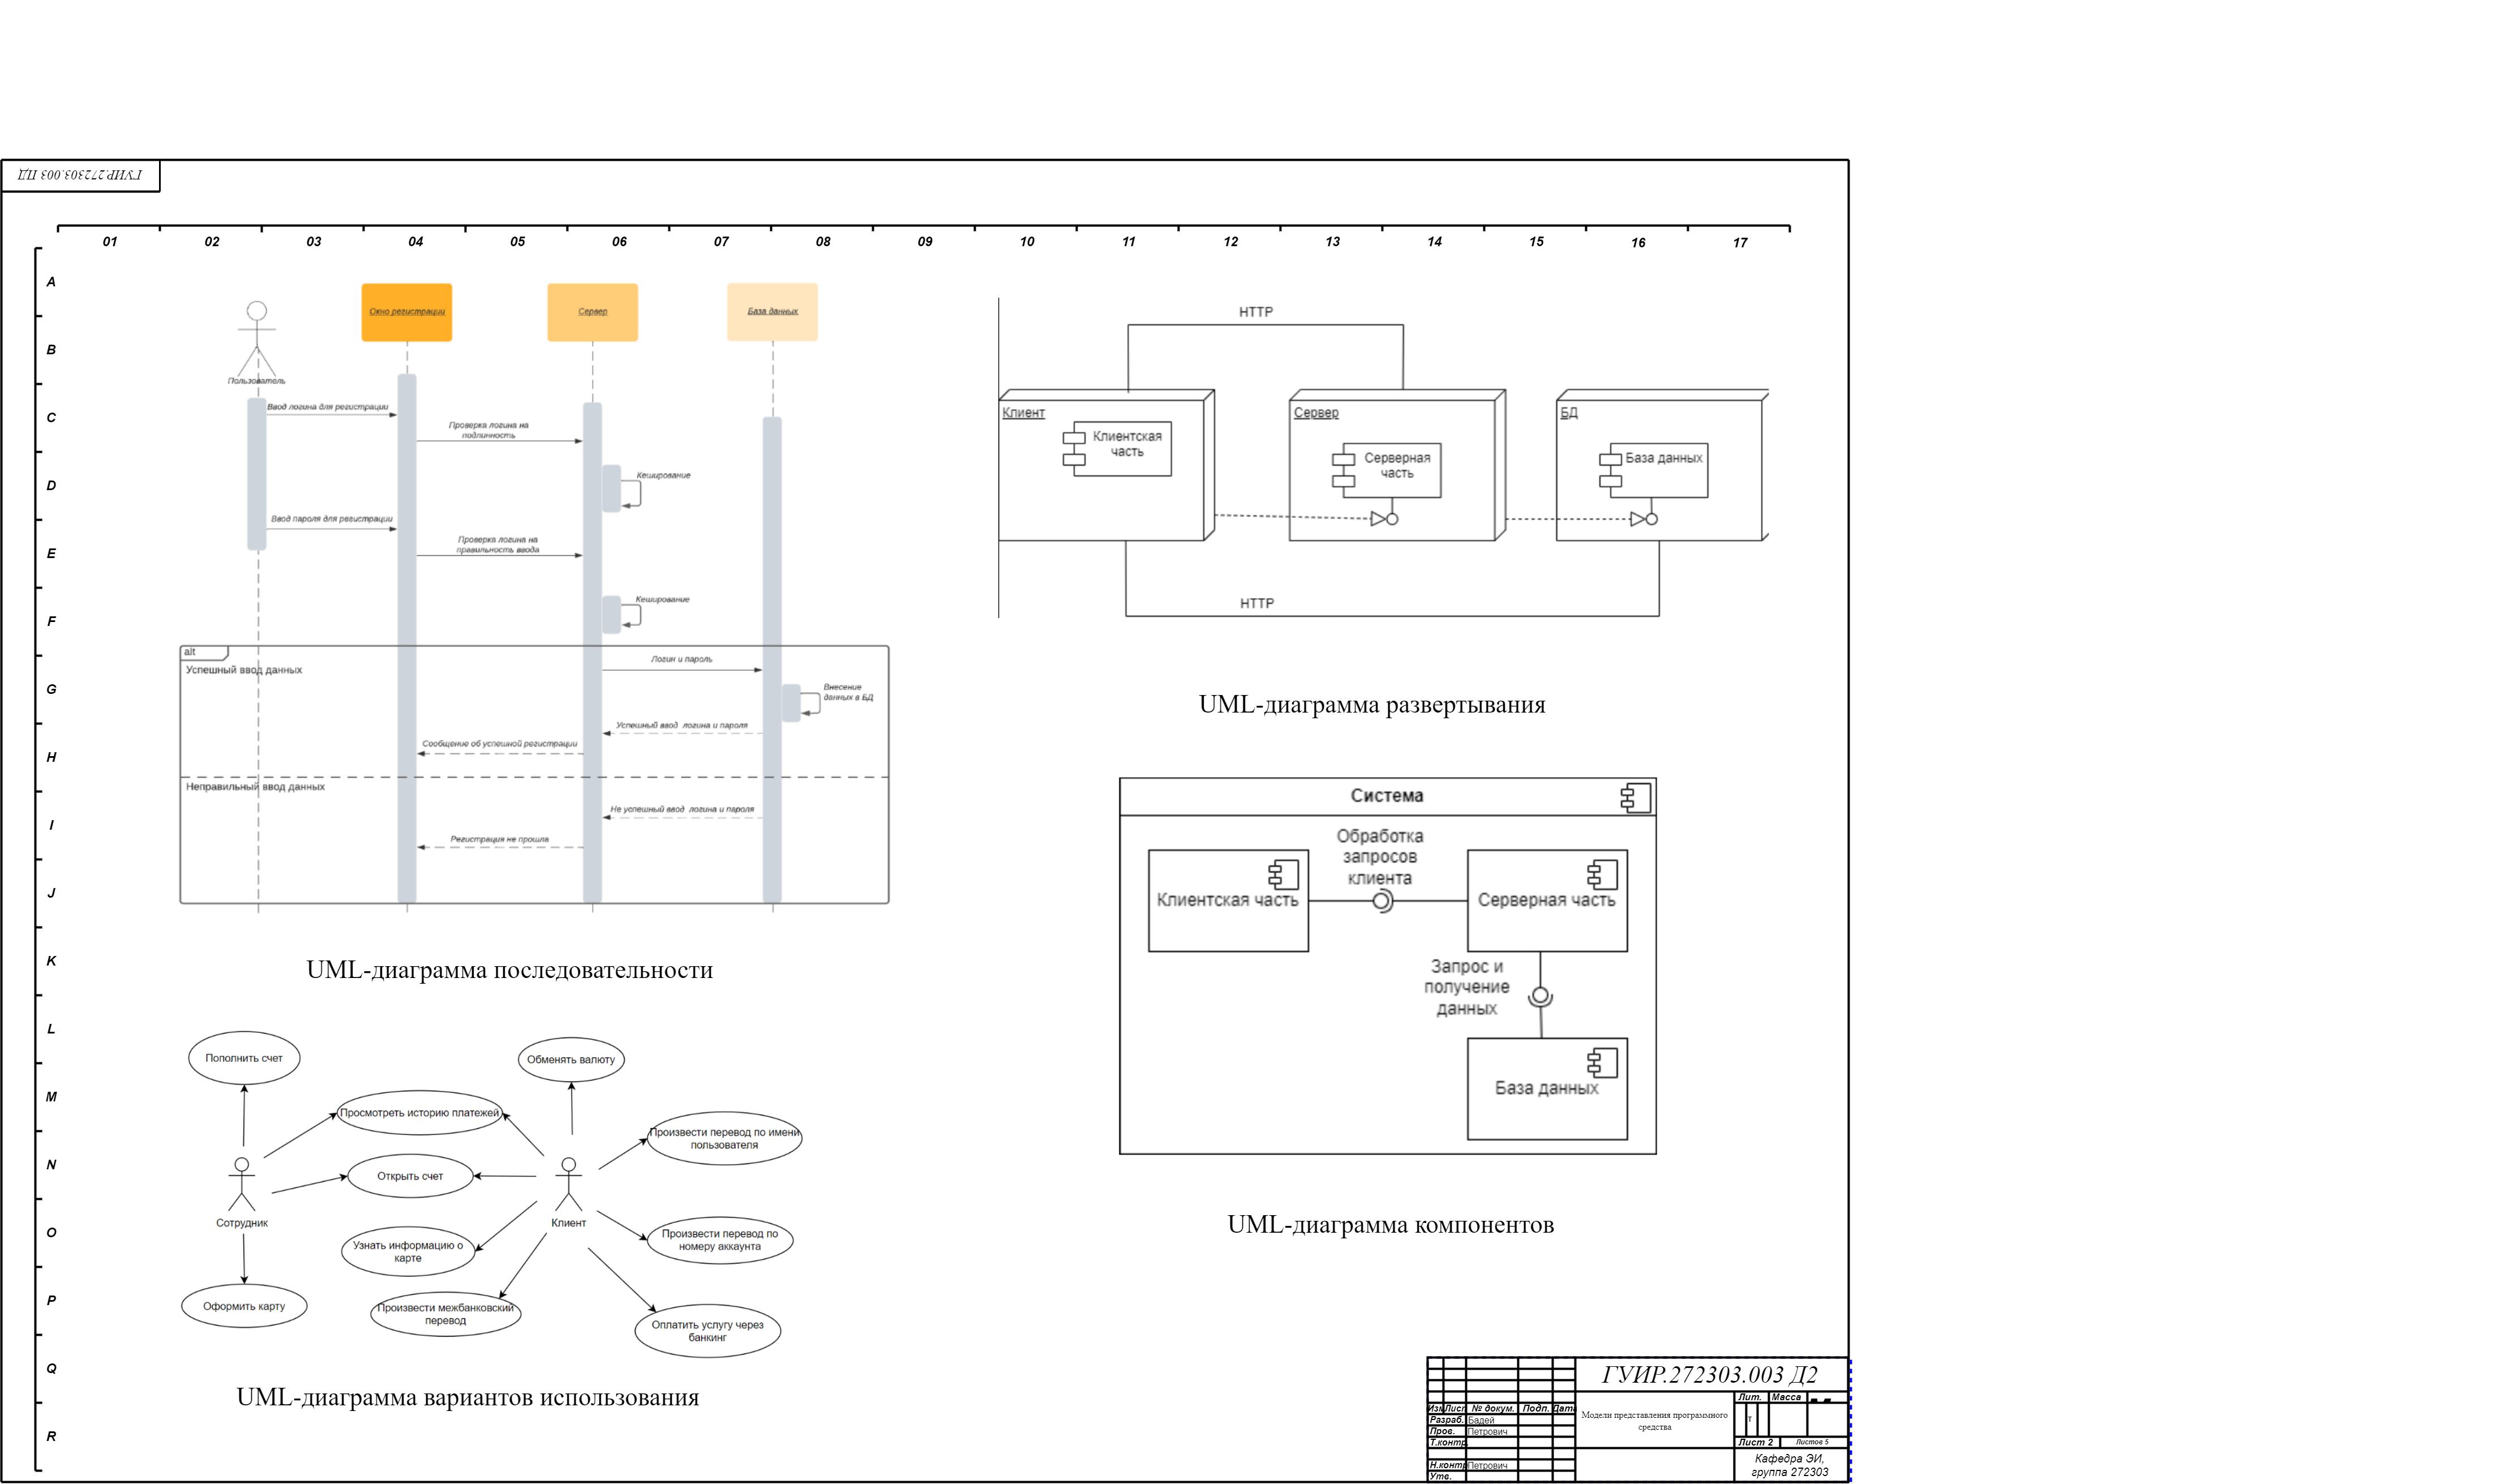 ГУИР.272303.003 ПД
01 02 03 04 05 06 07 08 09 10 11 12 13 14 15 16 17
A
B
C
D
E
F
G
H
I
J
K
L
M
N
O
P
Q
R
Пользователь
Окно регистрации
Сервер
База данных
Ввод логина для регистрации
Проверка логина на
подлинность
Кеширование
Ввод пароля для регистрации
Проверка логина на
правильность ввода
Кеширование
alt
Успешный ввод данных
Логин и пароль
Внесение
данных в БД
Успешный ввод логина и пароля
Сообщение об успешной регистрации
Неправильный ввод данных
Не успешный ввод логина и пароля
Регистрация не прошла
UML-диаграмма последовательности
HTTP
Клиент
Клиентская
часть
Сервер
Серверная
часть
БД
База данных
HTTP
UML-диаграмма развертывания
Система
Обработка
запросов
клиента
Клиентская часть
Серверная часть
Запрос и
получение
данных
База данных
UML-диаграмма компонентов
Пополнить счет
Обменять валюту
Просмотреть историю платежей
Произвести перевод по имени
пользователя
Открыть счет
Сотрудник
Клиент
Узнать информацию о
карте
Произвести перевод по
номеру аккаунта
Оформить карту
Произвести межбанковский
перевод
Оплатить услугу через
банкинг
UML-диаграмма вариантов использования
ГУИР.272303.003 Д2
Лит. Масса
Изм Лист № докум. Подп. Дата
Разраб. Бадей
Пров. Петрович
Т.контр.
Н.контр Петрович
Утв.
Модели представления программного
средства
т
Лист 2 Листов 5
Кафедра ЭИ,
группа 272303